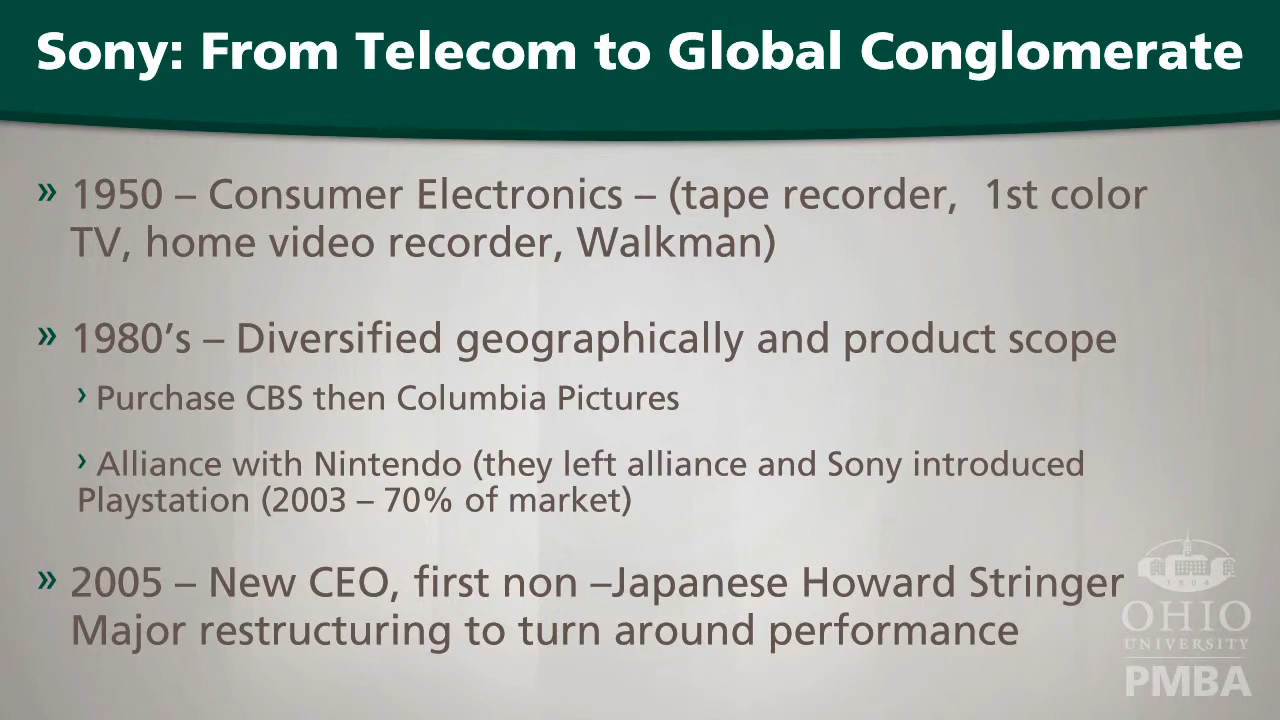 Sony: From Telecom to Global Conglomerate
» 1950 – Consumer Electronics – (tape recorder, 1st color
TV, home video recorder, Walkman)
» 1980’s – Diversified geographically and product scope
› Purchase CBS then Columbia Pictures
› Alliance with Nintendo (they left alliance and Sony introduced
Playstation (2003 – 70% of market)
» 2005 – New CEO, first non –Japanese Howard Stringer
Major restructuring to turn around performance
1804
OHIO
UNIVERSITY
PMBA